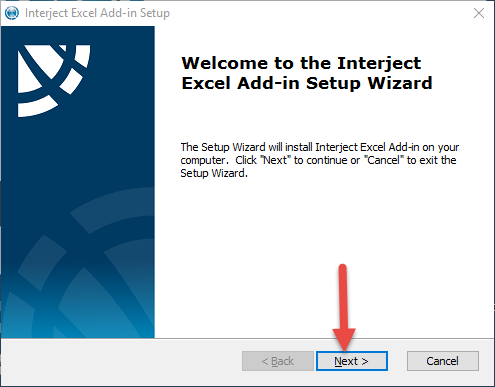 Interject Excel Add-in Setup
Welcome to the Interject
Excel Add-in Setup Wizard
The Setup Wizard will install Interject Excel Add-in on your
computer. Click "Next" to continue or "Cancel" to exit the
Setup Wizard.
< Back Next > Cancel